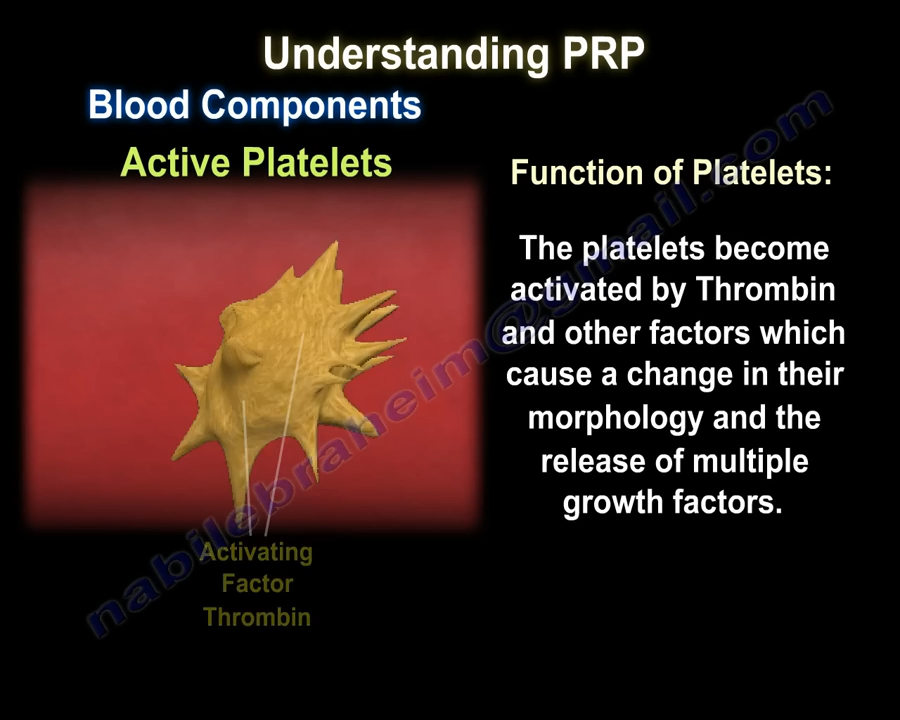 Understanding PRP
Blood Components
Active Platelets
Function of Platelets:
The platelets become
activated by Thrombin
and other factors which
cause a change in their
morphology and the
release of multiple
growth factors.
Activating
Factor
Thrombin
nabilebraheim@gmail.com